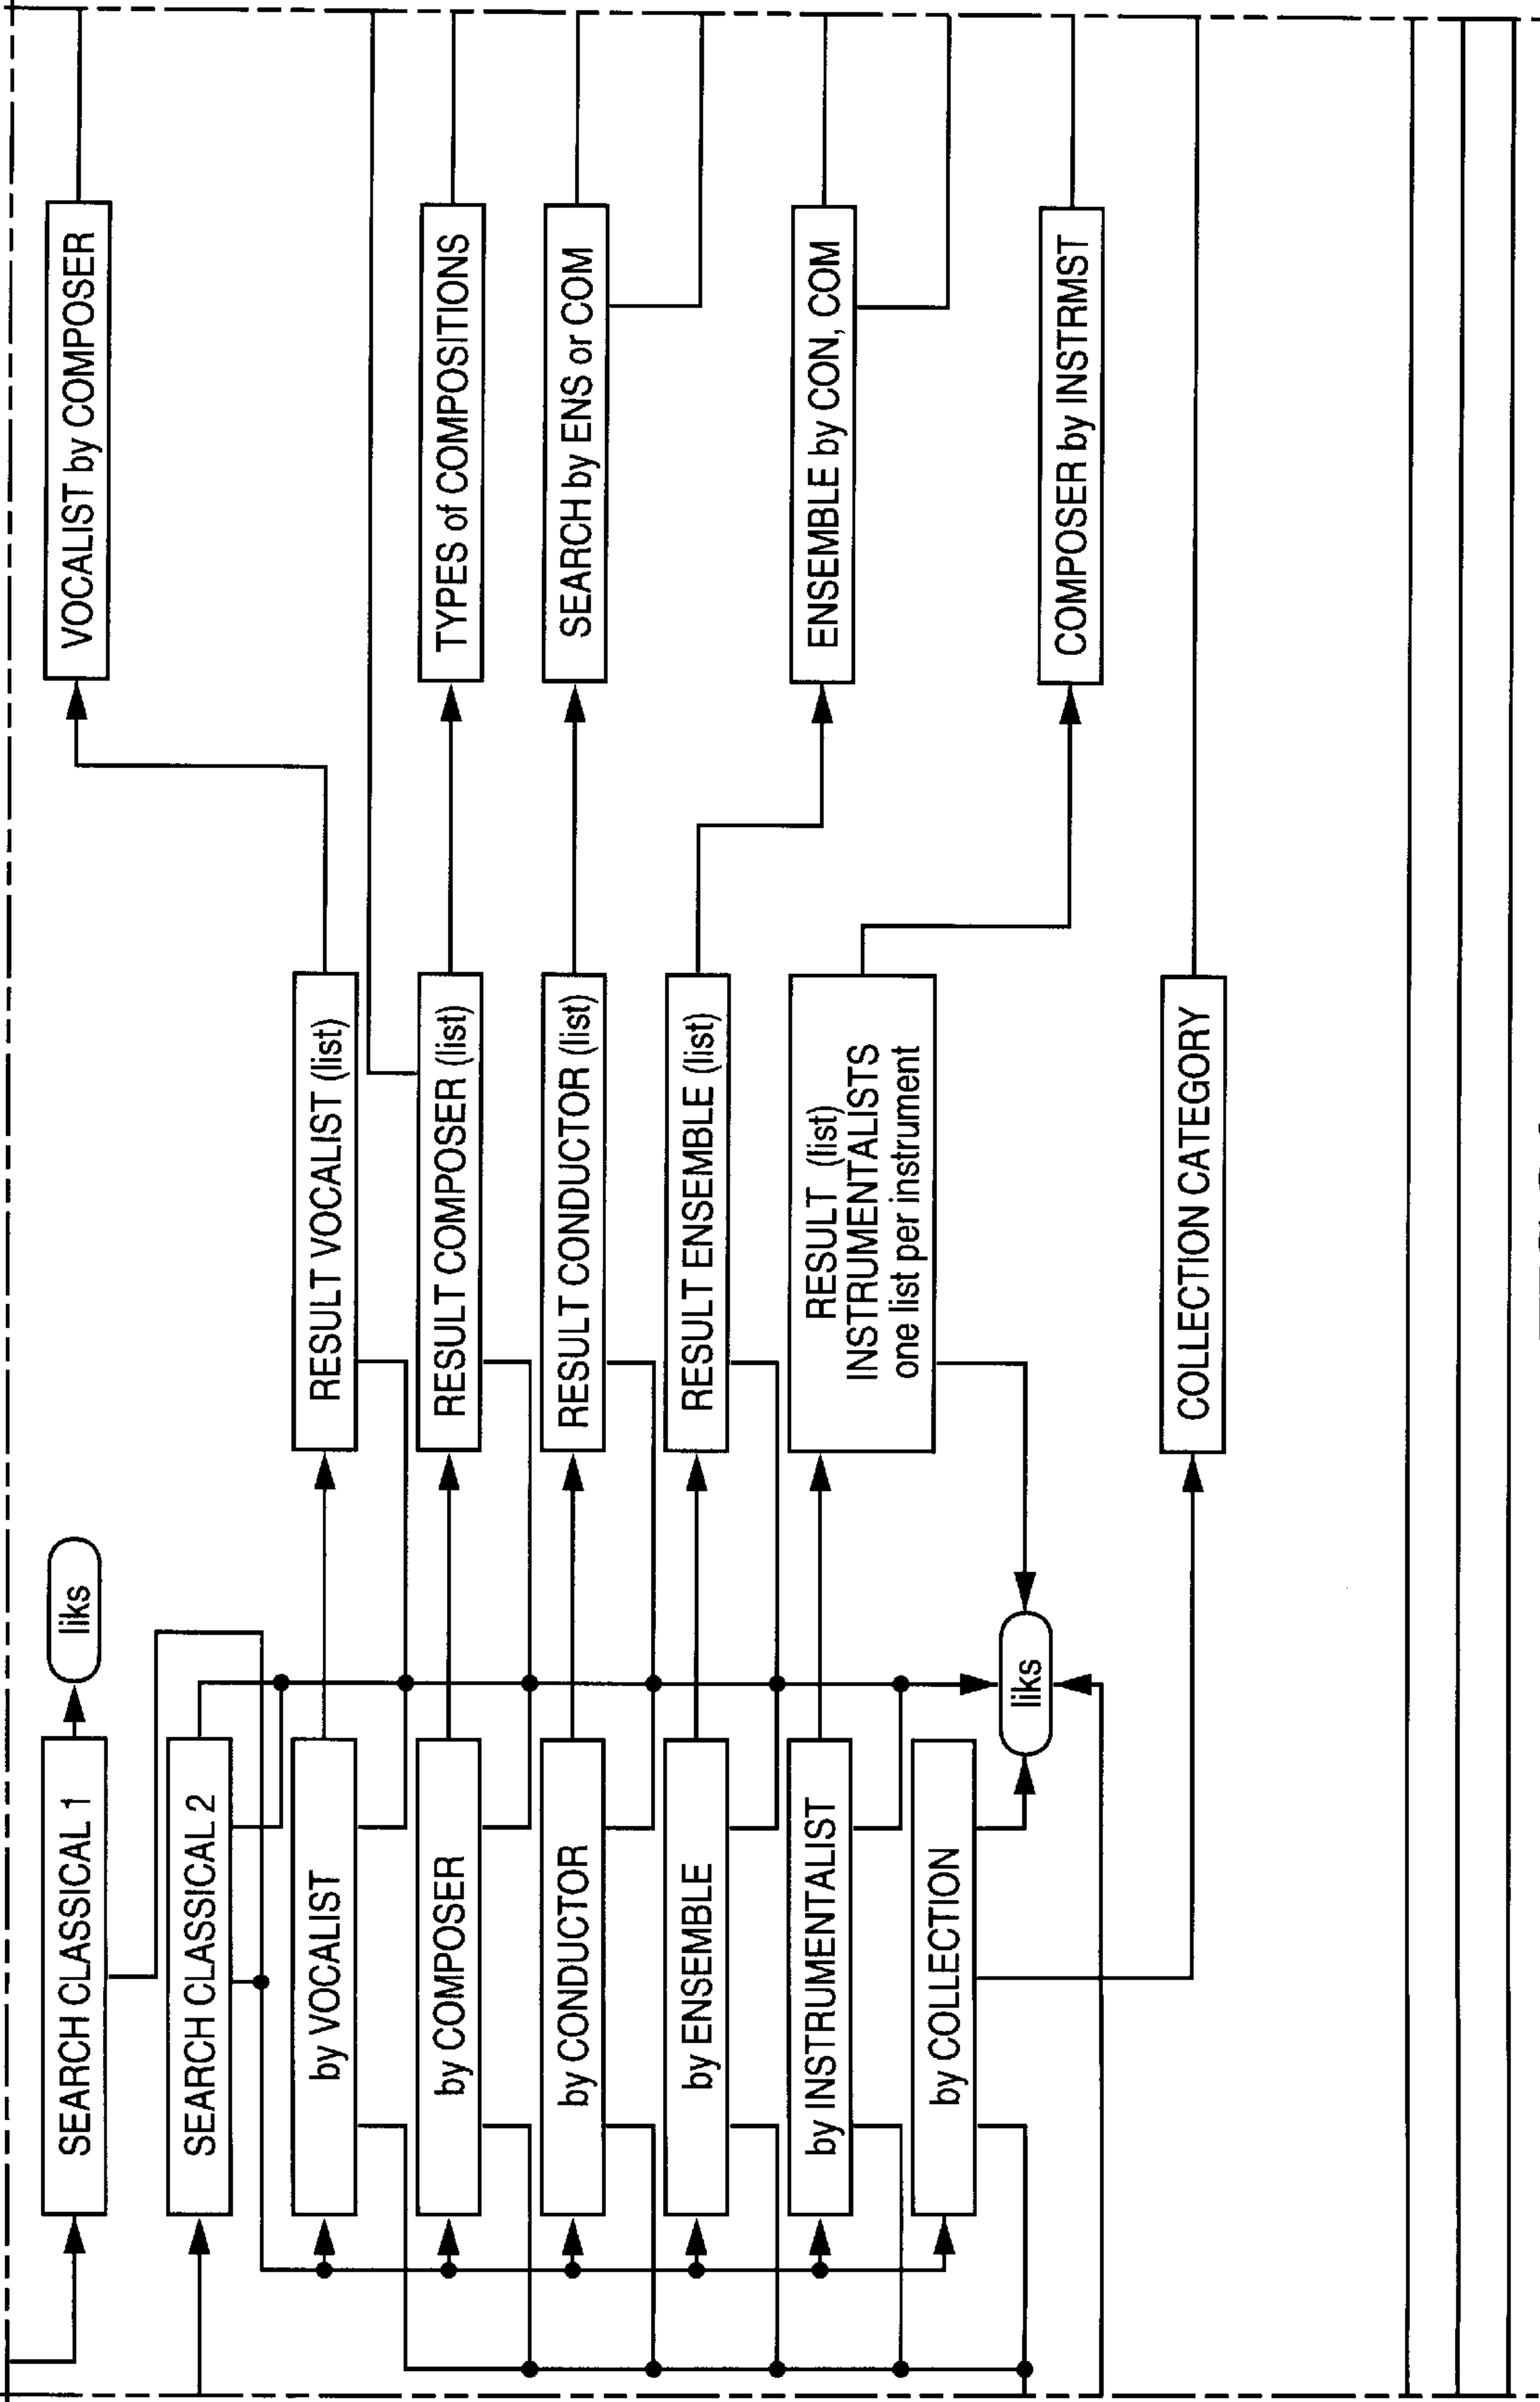 SEARCH CLASSICAL 1
liks
VOCALIST by COMPOSER
SEARCH CLASSICAL 2
by VOCALIST
RESULT VOCALIST (list)
by COMPOSER
RESULT COMPOSER (list)
TYPES of COMPOSITIONS
by CONDUCTOR
RESULT CONDUCTOR (list)
SEARCH by ENS or COM
by ENSEMBLE
RESULT ENSEMBLE (list)
by INSTRUMENTALIST
RESULT (list)
INSTRUMENTALISTS
one list per instrument
ENSEMBLE by CON, COM
by COLLECTION
liks
COMPOSER by INSTRMST
COLLECTION CATEGORY